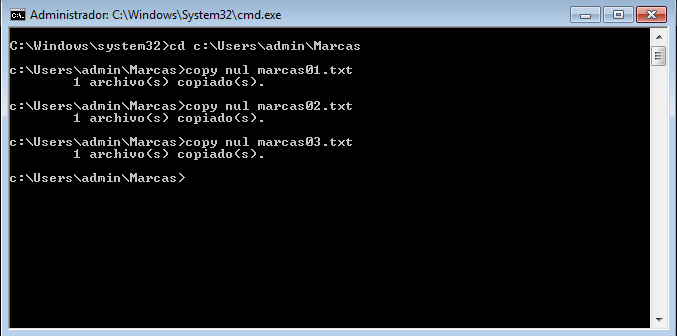 Administrador: C:\Windows\System32\cmd.exe
C:\Windows\system32>cd c:\Users\admin\Marcas
c:\Users\admin\Marcas>copy nul marcas01.txt
        1 archivo(s) copiado(s).
c:\Users\admin\Marcas>copy nul marcas02.txt
        1 archivo(s) copiado(s).
c:\Users\admin\Marcas>copy nul marcas03.txt
        1 archivo(s) copiado(s).
c:\Users\admin\Marcas>